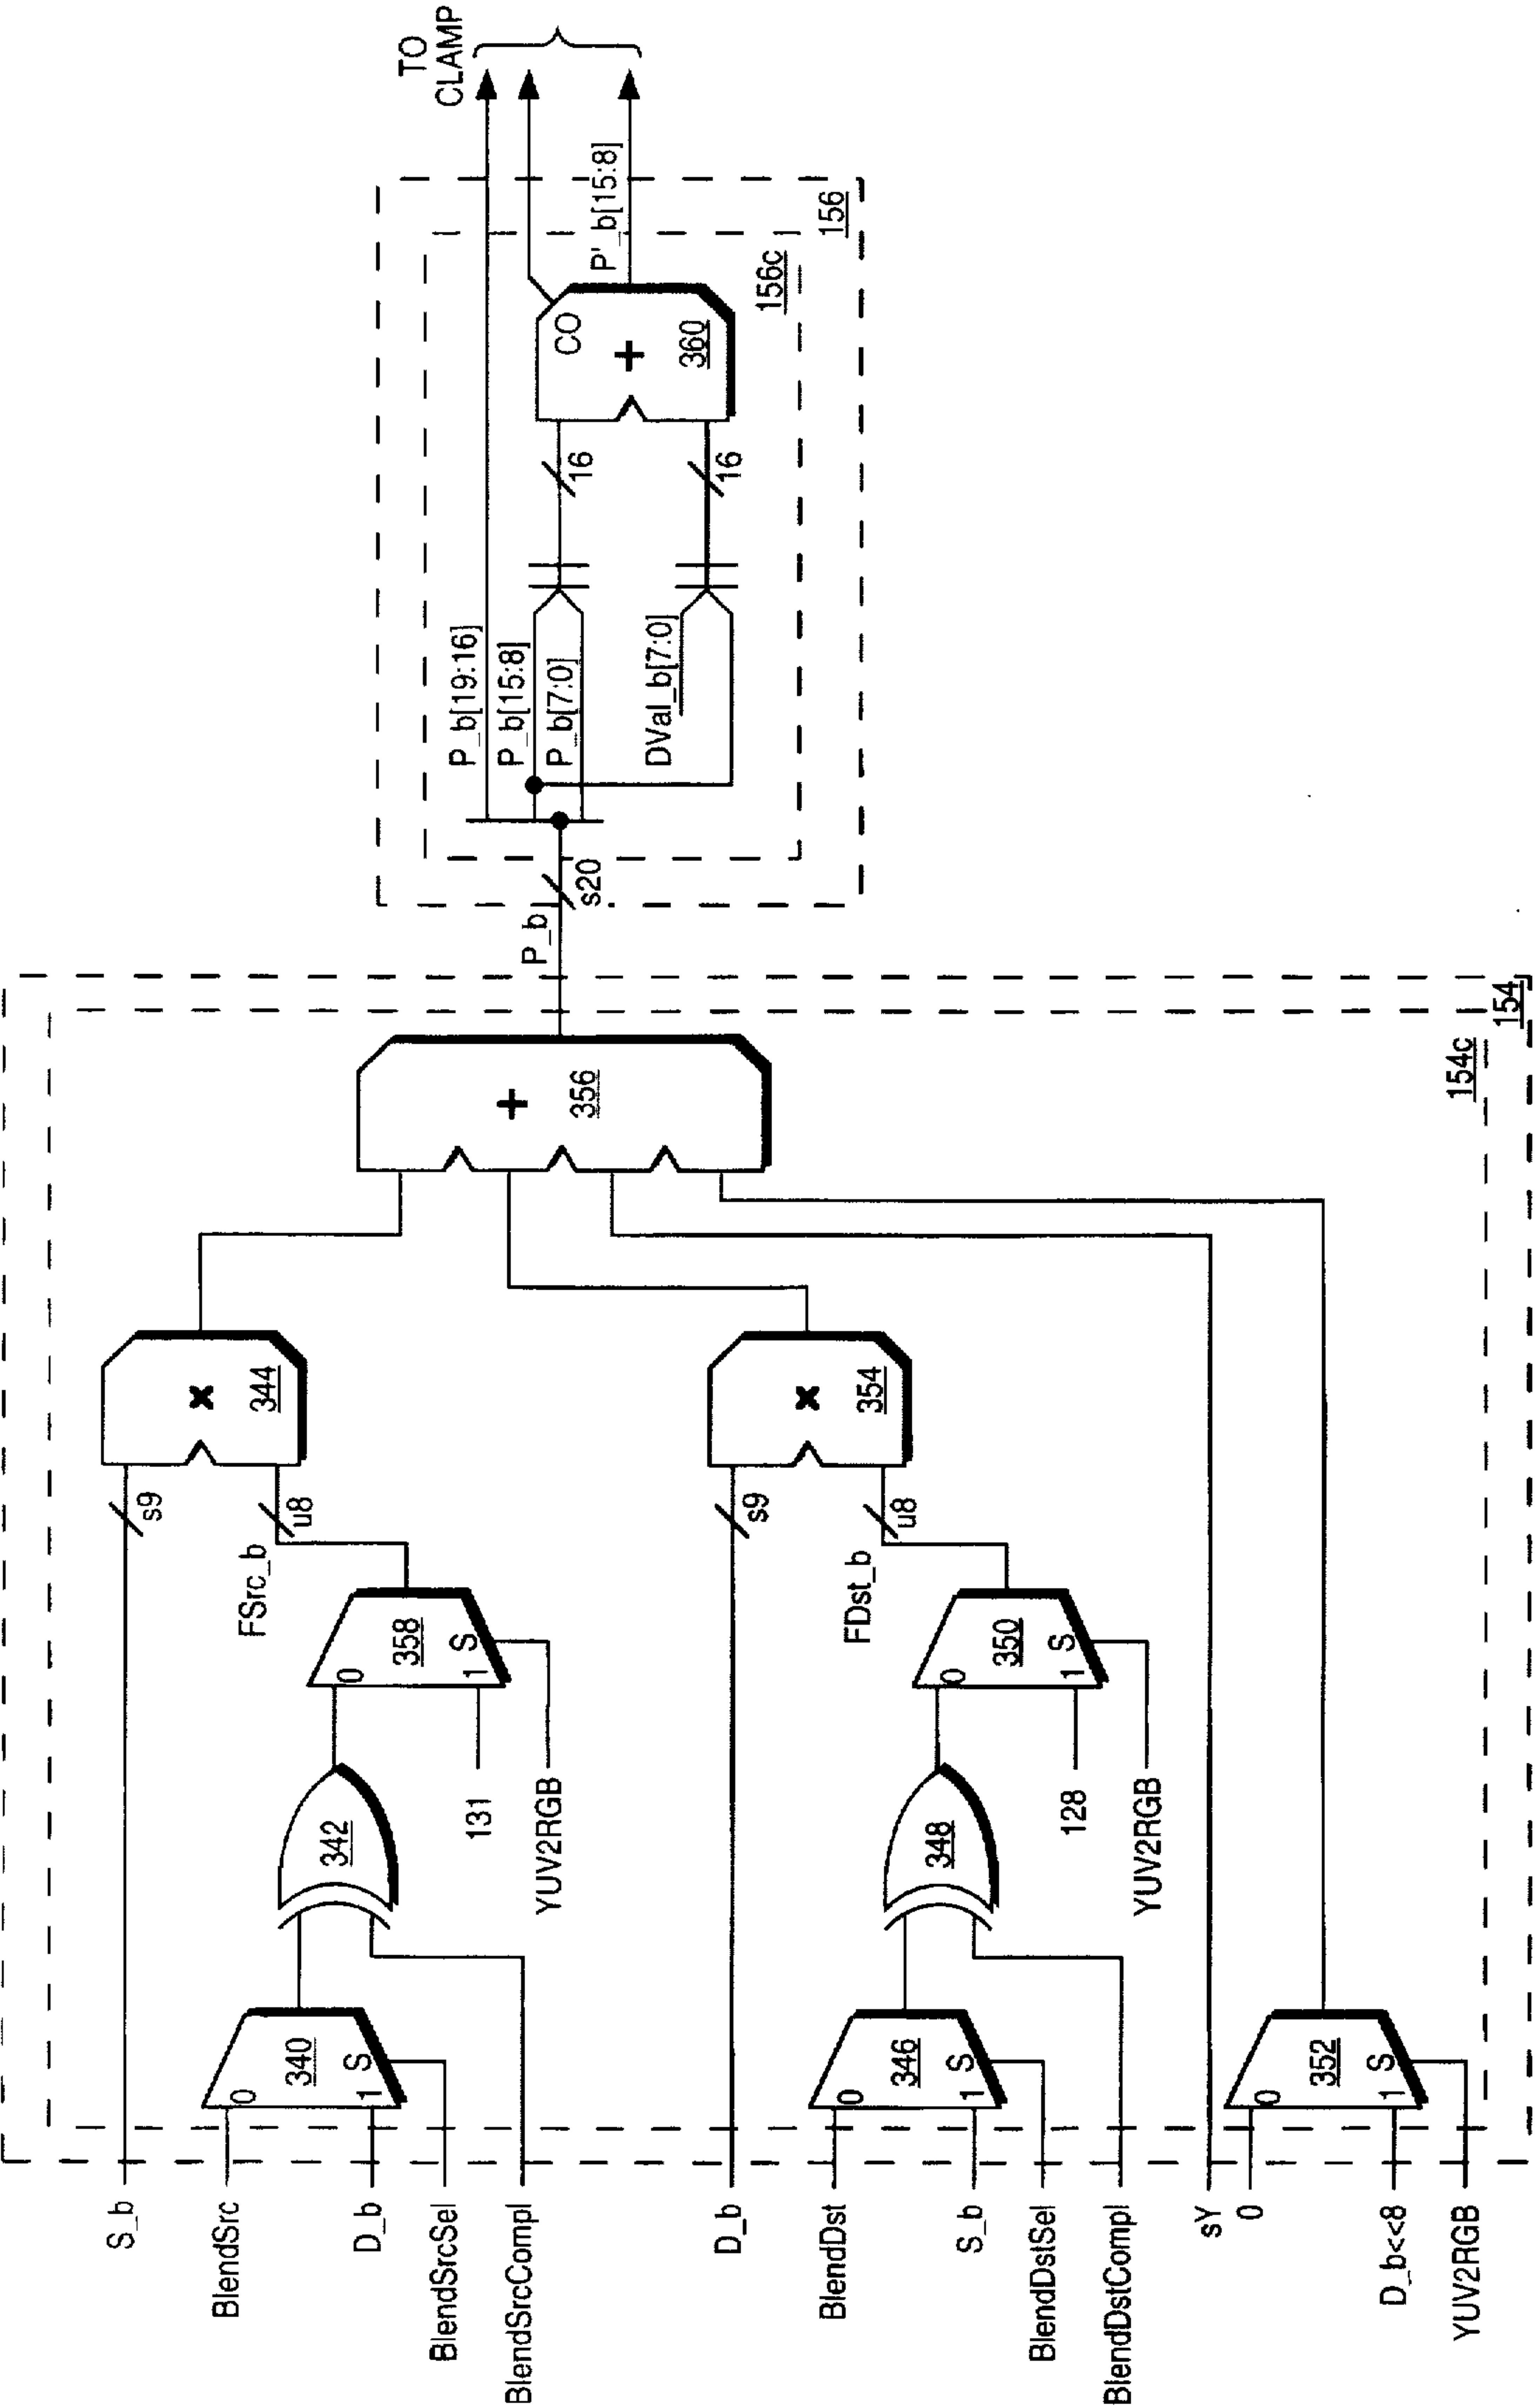 S_b
BlendSrc
D_b
BlendSrcSel
BlendSrcCompl
0
1
S
340
342
131
YUV2RGB
0
1
S
358
FSrc_b
s9
u8
x
344
D_b
BlendDst
S_b
BlendDstSel
BlendDstCompl
0
1
S
346
348
128
YUV2RGB
0
1
S
350
FDst_b
s9
u8
x
354
sY
0
D_b<<8
YUV2RGB
0
1
S
352
+
356
154c
154
P_b
s20
P_b[19:16]
P_b[15:8]
P_b[7:0]
DVal_b[7:0]
16
16
CO
+
360
156c
156
P'_b[15:8]
TO
CLAMP